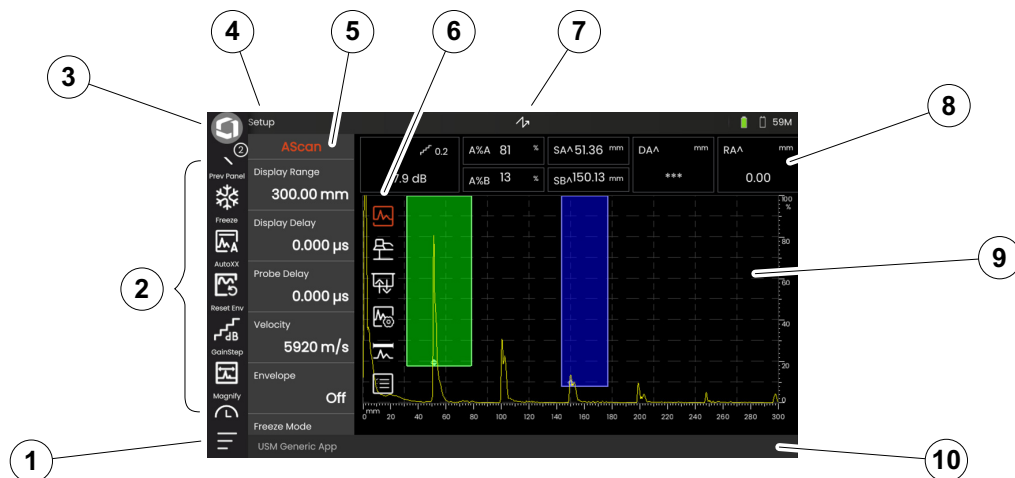 4
5
6
7
3
8
9
2
1
10
Setup
59M
2
Prev Panel
Freeze
A
AutoXX
Reset Env
dB
GainStep
Magnify
AScan
Display Range
300.00 mm
Display Delay
0.000 µs
Probe Delay
0.000 µs
Velocity
5920 m/s
Envelope
Off
Freeze Mode
USM Generic App
0.2
7.9 dB
A%A 81 %
A%B 13 %
SA^51.36 mm
SB^150.13 mm
DA^ mm
***
RA^ mm
0.00
100
%
80
60
40
20
0
0 mm 20 40 60 80 100 120 140 160 180 200 220 240 260 280 300